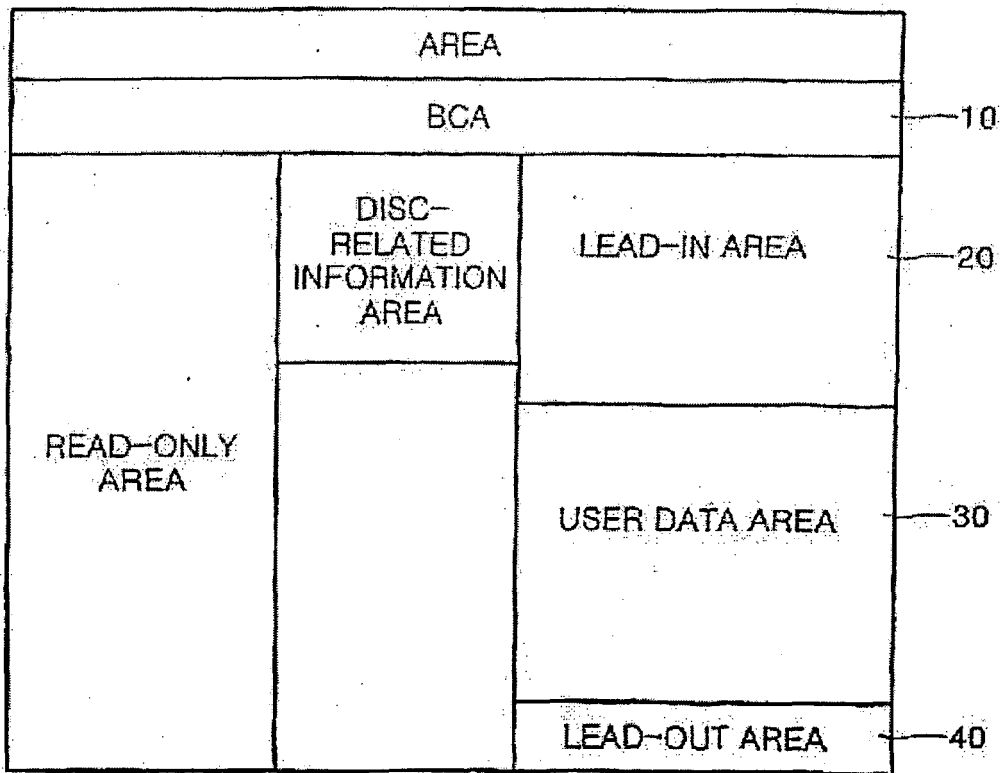 AREA
BCA
10
DISC-
RELATED
INFORMATION
AREA
LEAD-IN AREA
20
READ-ONLY
AREA
USER DATA AREA
30
LEAD-OUT AREA
40